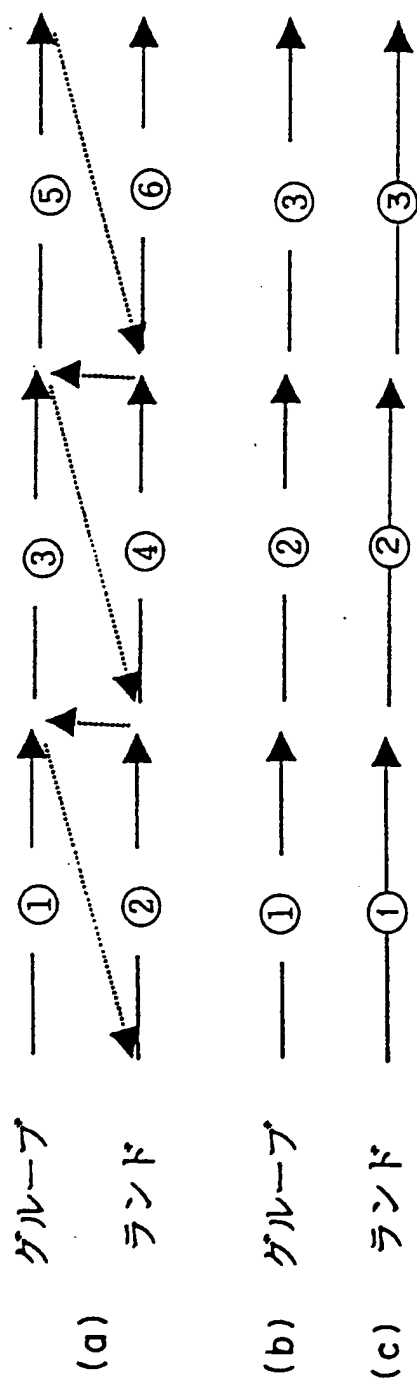 グルーブ ① ③ ⑤
(a)
ランド ② ④ ⑥
(b) グルーブ ① ② ③
(c) ランド ① ② ③